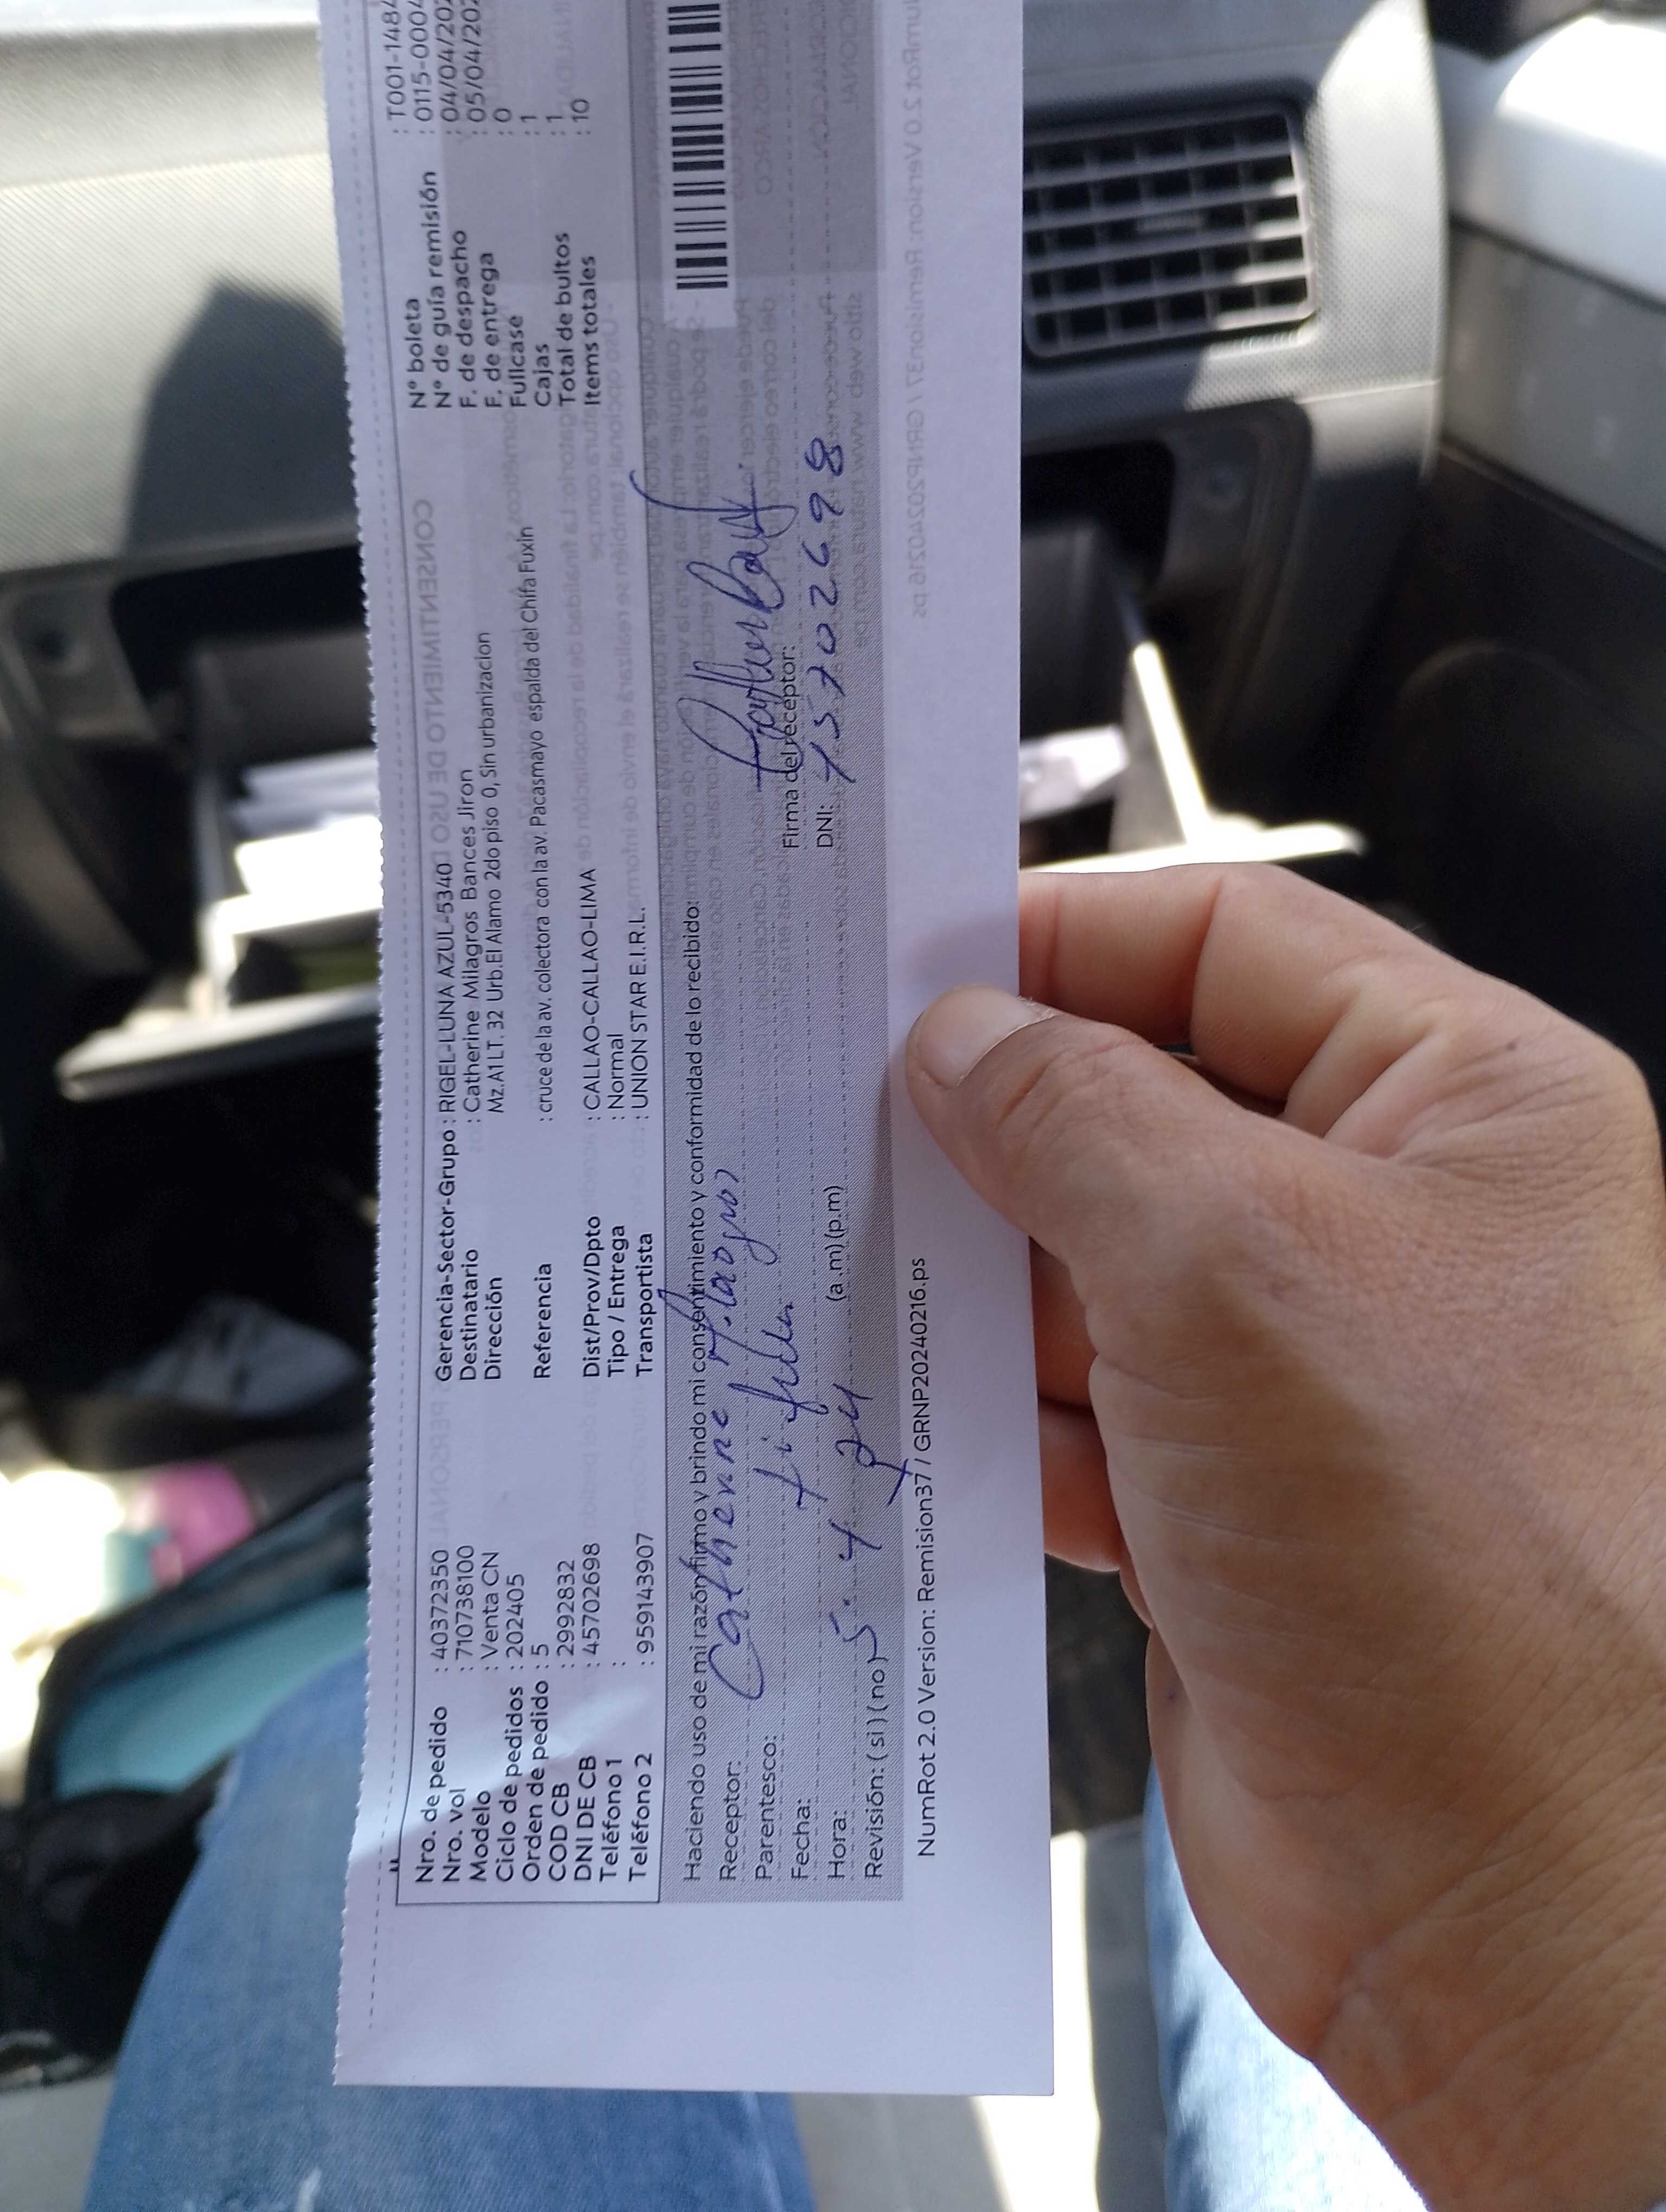 Nro. de pedido : 40372350 Gerencia-Sector-Grupo : RIGEL-LUNA AZUL-5340 N° boleta : T001-1484
Nro. vol : 710738100 Destinatario : Catherine Milagros Bances Jiron N° de guía remisión : 0115-0004
Modelo : Venta CN Dirección Mz.A1 LT. 32 Urb.El Alamo 2do piso 0, Sin urbanizacion F. de despacho : 04/04/202
Ciclo de pedidos : 202405 F. de entrega : 05/04/202
Orden de pedido : 5 Referencia : cruce de la av. colectora con la av. Pacasmayo espalda del Chifa Fuxin Fullcase : 0
COD CB : 29928832 Cajas : 1
DNI DE CB : 45702698 Dist/Prov/Dpto : CALLAO-CALLAO-LIMA Total de bultos : 1
Teléfono 1 : Tipo / Entrega : Normal Items totales : 10
Teléfono 2 : 959143907 Transportista : UNION STAR E.I.R.L.
Haciendo uso de mi razón firmo y brindo mi consentimiento y conformidad de lo recibido:
Receptor: Catherine Milagros
Parentesco: Titular
Fecha: 5. 4 24 Firma del receptor:
Hora: (a.m) (p.m) DNI: 45702698
Revisión: (si) (no)
NumRot 2.0 Version: Remision37 / GRNP20240216.ps